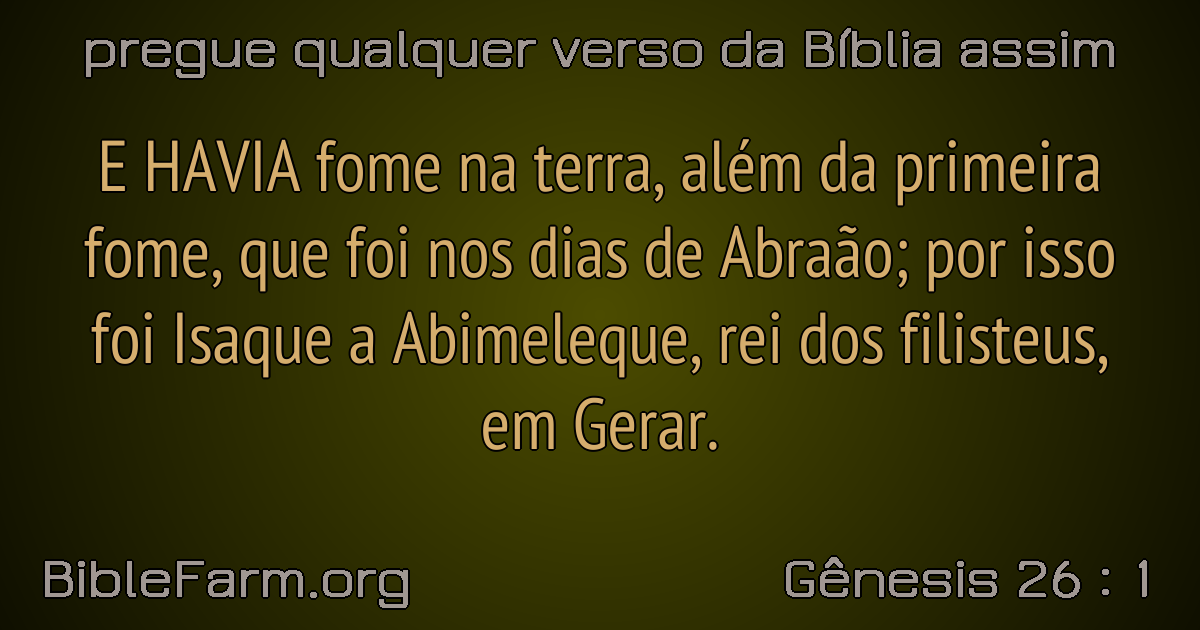 pregue qualquer verso da Bíblia assim
E HAVIA fome na terra, além da primeira
fome, que foi nos dias de Abraão; por isso
foi Isaque a Abimeleque, rei dos filisteus,
em Gerar.
BibleFarm.org
Gênesis 26 : 1